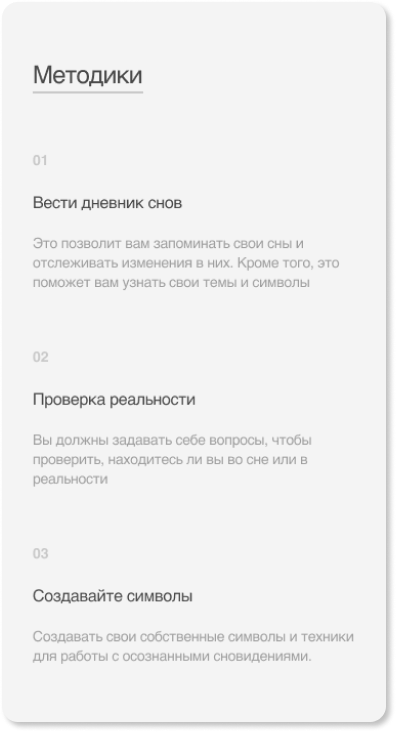 Методики
01
Вести дневник снов
Это позволит вам запоминать свои сны и
отслеживать изменения в них. Кроме того, это
поможет вам узнать свои темы и символы
02
Проверка реальности
Вы должны задавать себе вопросы, чтобы
проверить, находитесь ли вы во сне или в
реальности
03
Создавайте символы
Создавать свои собственные символы и техники
для работы с осознанными сновидениями.